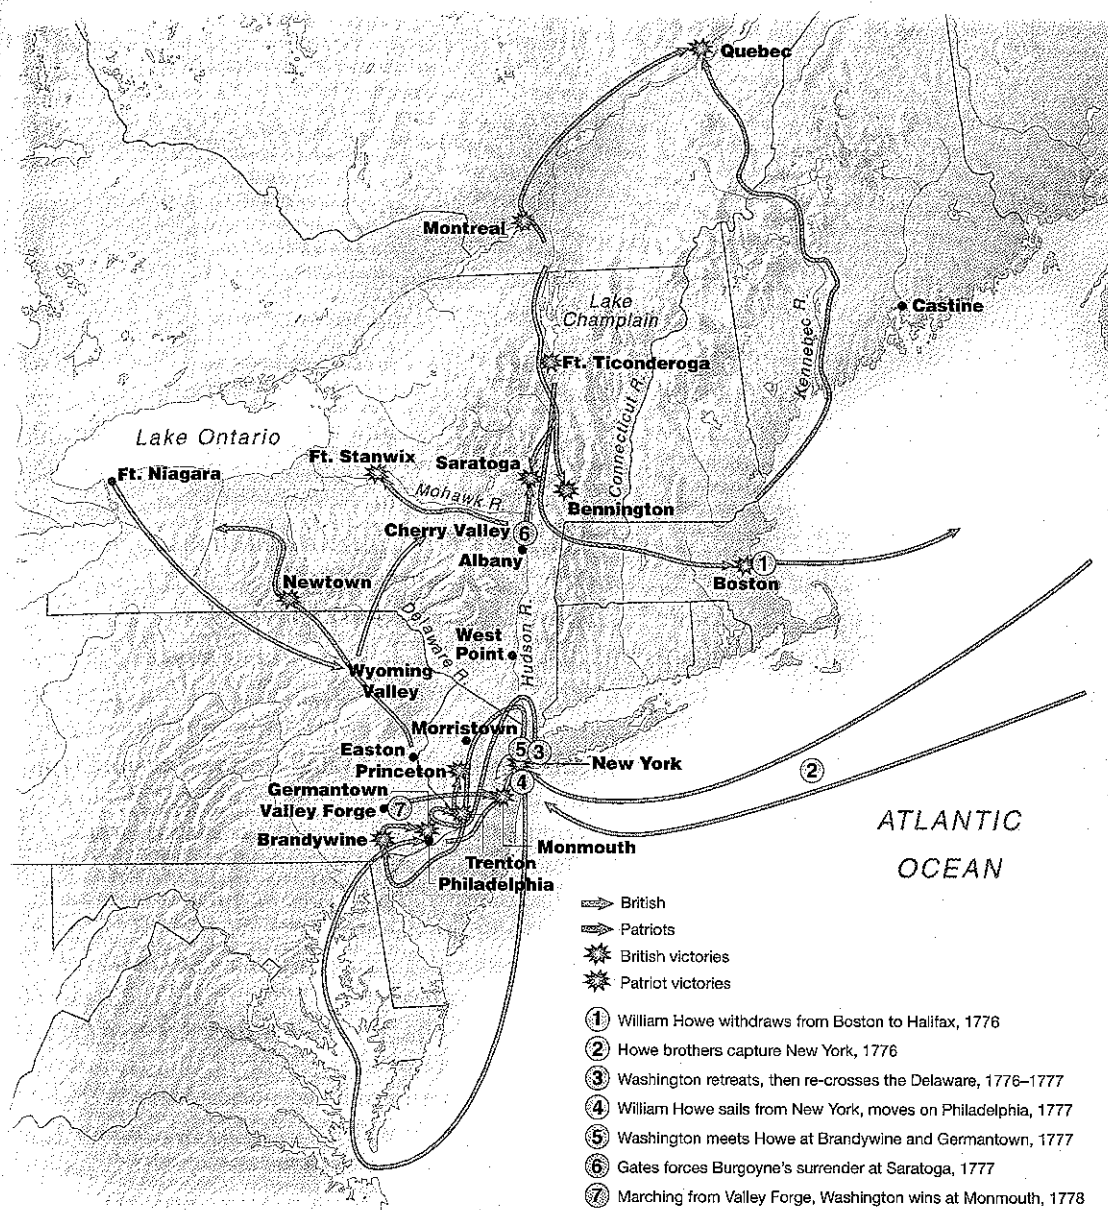 Quebec
Montreal
Lake
Champlain
Castine
Kennebec R.
Ft. Ticonderoga
Connecticut R.
Lake Ontario
Ft. Niagara
Ft. Stanwix
Saratoga
Mohawk R.
Bennington
Cherry Valley
6
Albany
1
Boston
Newtown
Delaware R.
Hudson R.
West
Point
Wyoming
Valley
Morristown
5
3
Easton
Princeton
New York
2
Germantown
4
Valley Forge
7
Brandywine
Monmouth
Trenton
Philadelphia
ATLANTIC
OCEAN
British
Patriots
British victories
Patriot victories
1 William Howe withdraws from Boston to Halifax, 1776
2 Howe brothers capture New York, 1776
3 Washington retreats, then re-crosses the Delaware, 1776–1777
4 William Howe sails from New York, moves on Philadelphia, 1777
5 Washington meets Howe at Brandywine and Germantown, 1777
6 Gates forces Burgoyne's surrender at Saratoga, 1777
7 Marching from Valley Forge, Washington wins at Monmouth, 1778